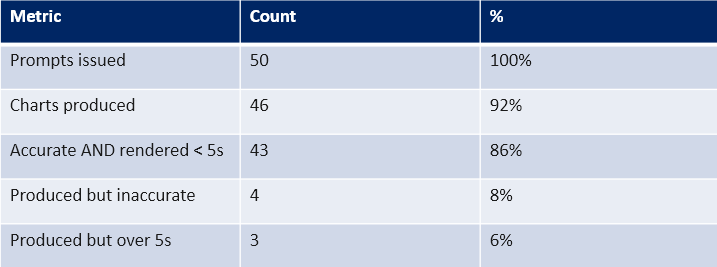 Metric Count %
Prompts issued 50 100%
Charts produced 46 92%
Accurate AND rendered < 5s 43 86%
Produced but inaccurate 4 8%
Produced but over 5s 3 6%